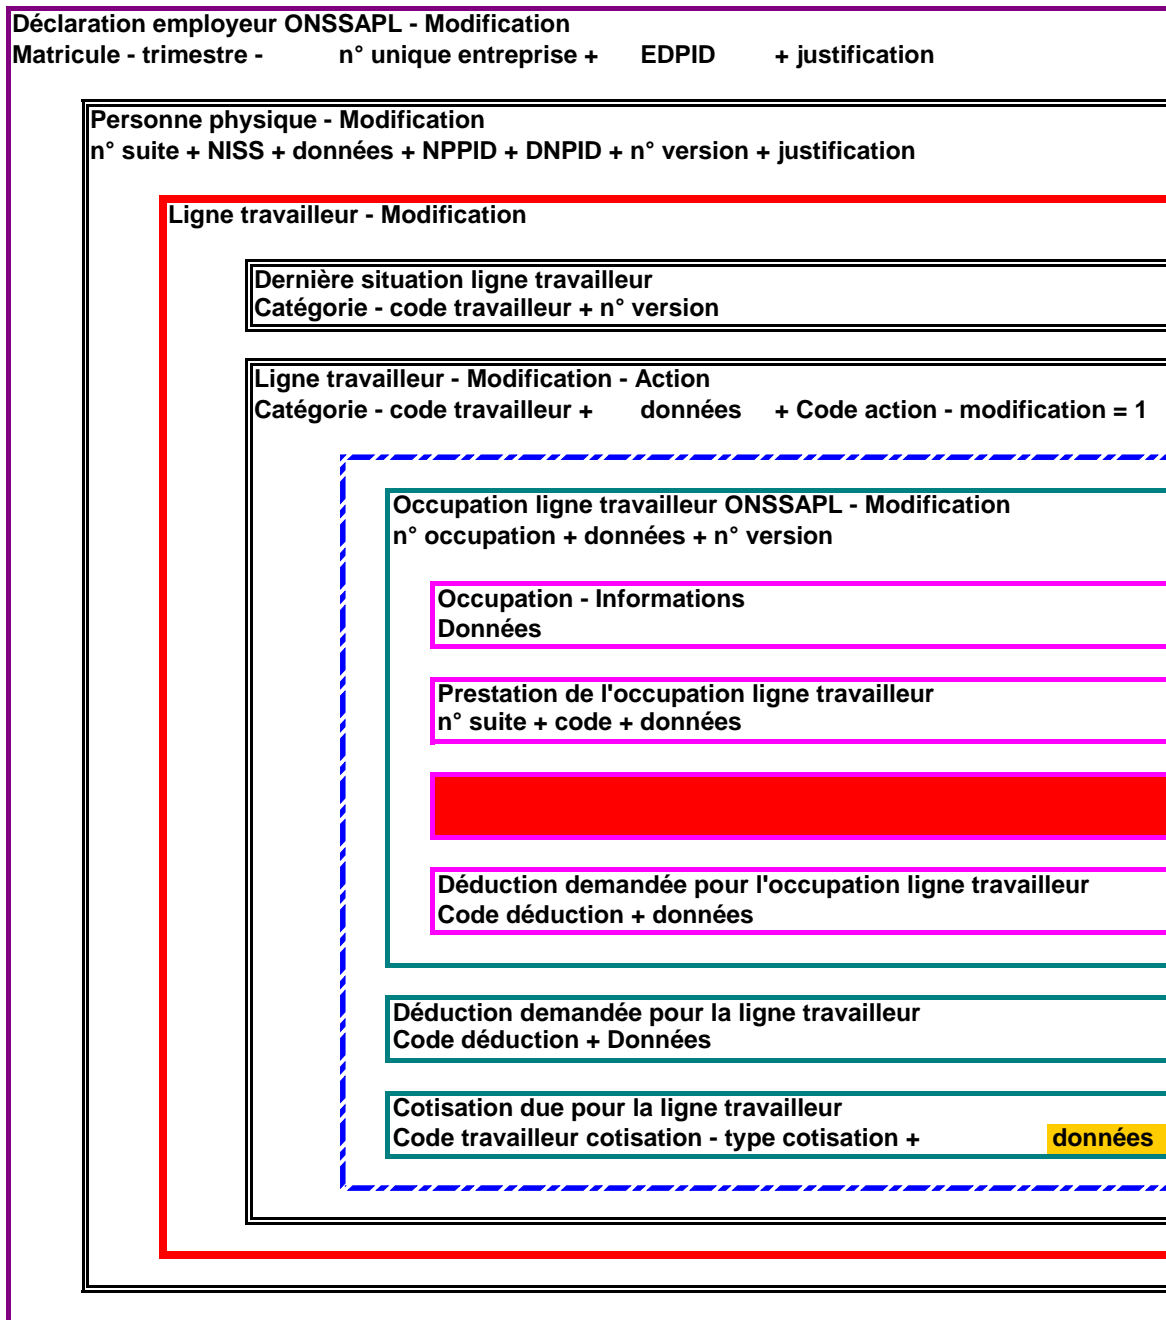 Déclaration employeur ONSSAPL - Modification
Matricule - trimestre - n° unique entreprise + EDPID + justification
Personne physique - Modification
n° suite + NISS + données + NPPID + DNPID + n° version + justification
Ligne travailleur - Modification
Dernière situation ligne travailleur
Catégorie - code travailleur + n° version
Ligne travailleur - Modification - Action
Catégorie - code travailleur + données + Code action - modification = 1
Occupation ligne travailleur ONSSAPL - Modification
n° occupation + données + n° version
Occupation - Informations
Données
Prestation de l'occupation ligne travailleur
n° suite + code + données
Déduction demandée pour l'occupation ligne travailleur
Code déduction + données
Déduction demandée pour la ligne travailleur
Code déduction + Données
Cotisation due pour la ligne travailleur
Code travailleur cotisation - type cotisation + données